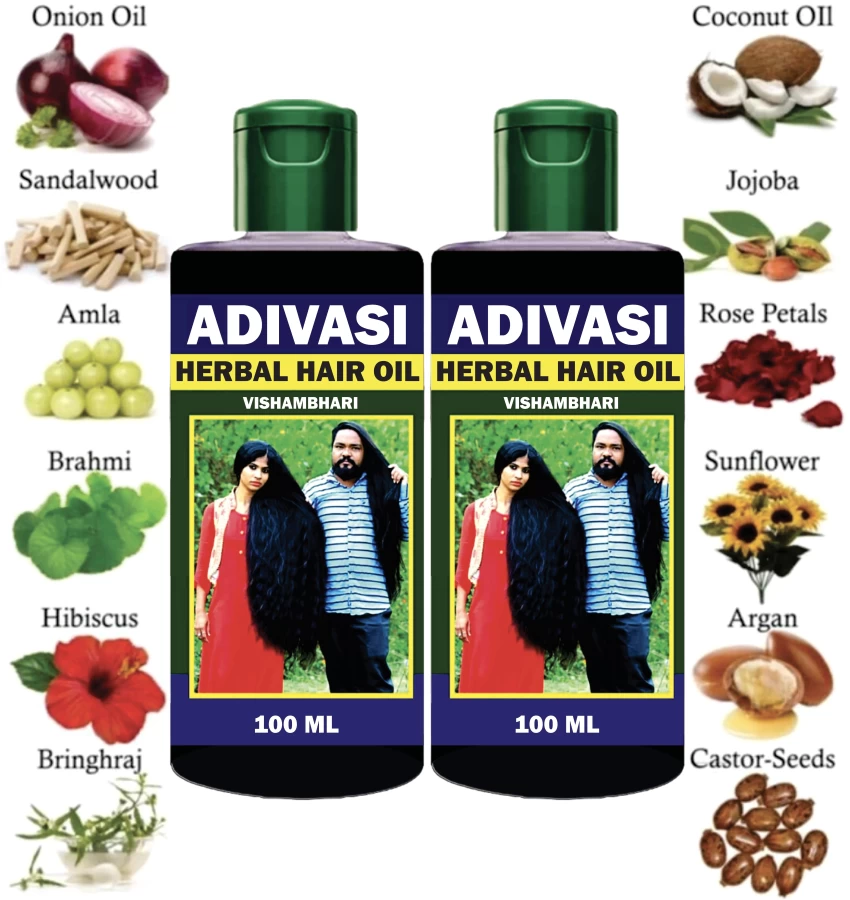 Onion Oil
Sandalwood
Amla
Brahmi
Hibiscus
Bringhraj
ADIVASI
HERBAL HAIR OIL
VISHAMBHARI
100 ML
ADIVASI
HERBAL HAIR OIL
VISHAMBHARI
100 ML
Coconut OIl
Jojoba
Rose Petals
Sunflower
Argan
Castor-Seeds